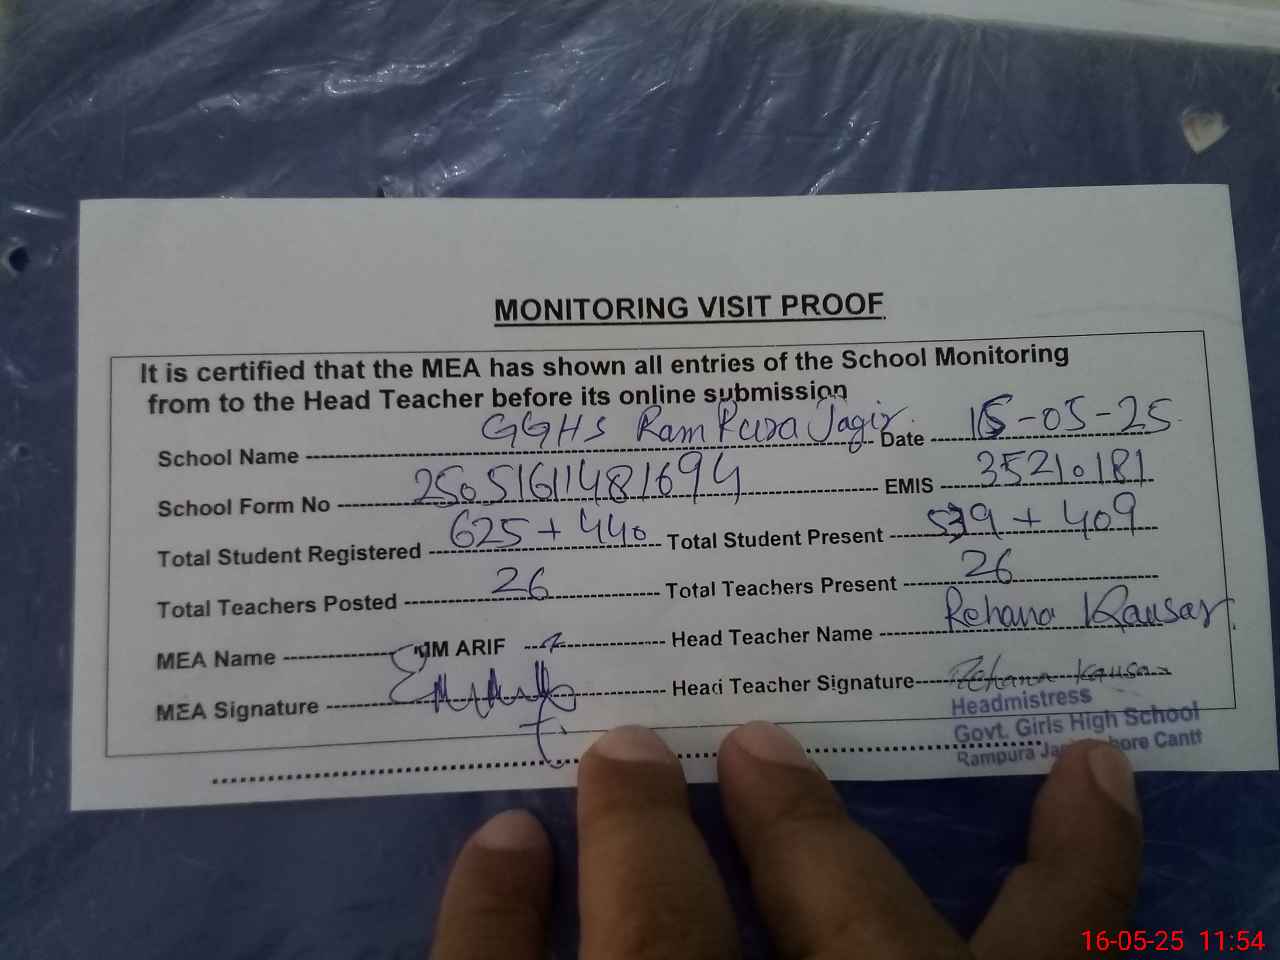 MONITORING VISIT PROOF
It is certified that the MEA has shown all entries of the School Monitoring
from to the Head Teacher before its online submission
School Name GGHS Ram Pura Jagir Date -05-25
School Form No 25051611481694 EMIS 35210181
Total Student Registered 625 + 440 Total Student Present 539 + 409
Total Teachers Posted 26 Total Teachers Present 26
MEA Name M ARIF Head Teacher Name Rehana Kausar
MEA Signature Head Teacher Signature Rehana Kausar
Headmistress
Govt. Girls High School
Rampura Cantt
16-05-25 11:54